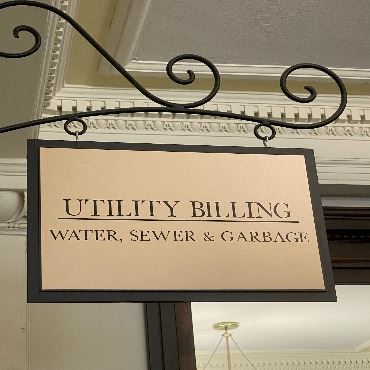 UTILITY BILLING
WATER, SEWER & GARBAGE